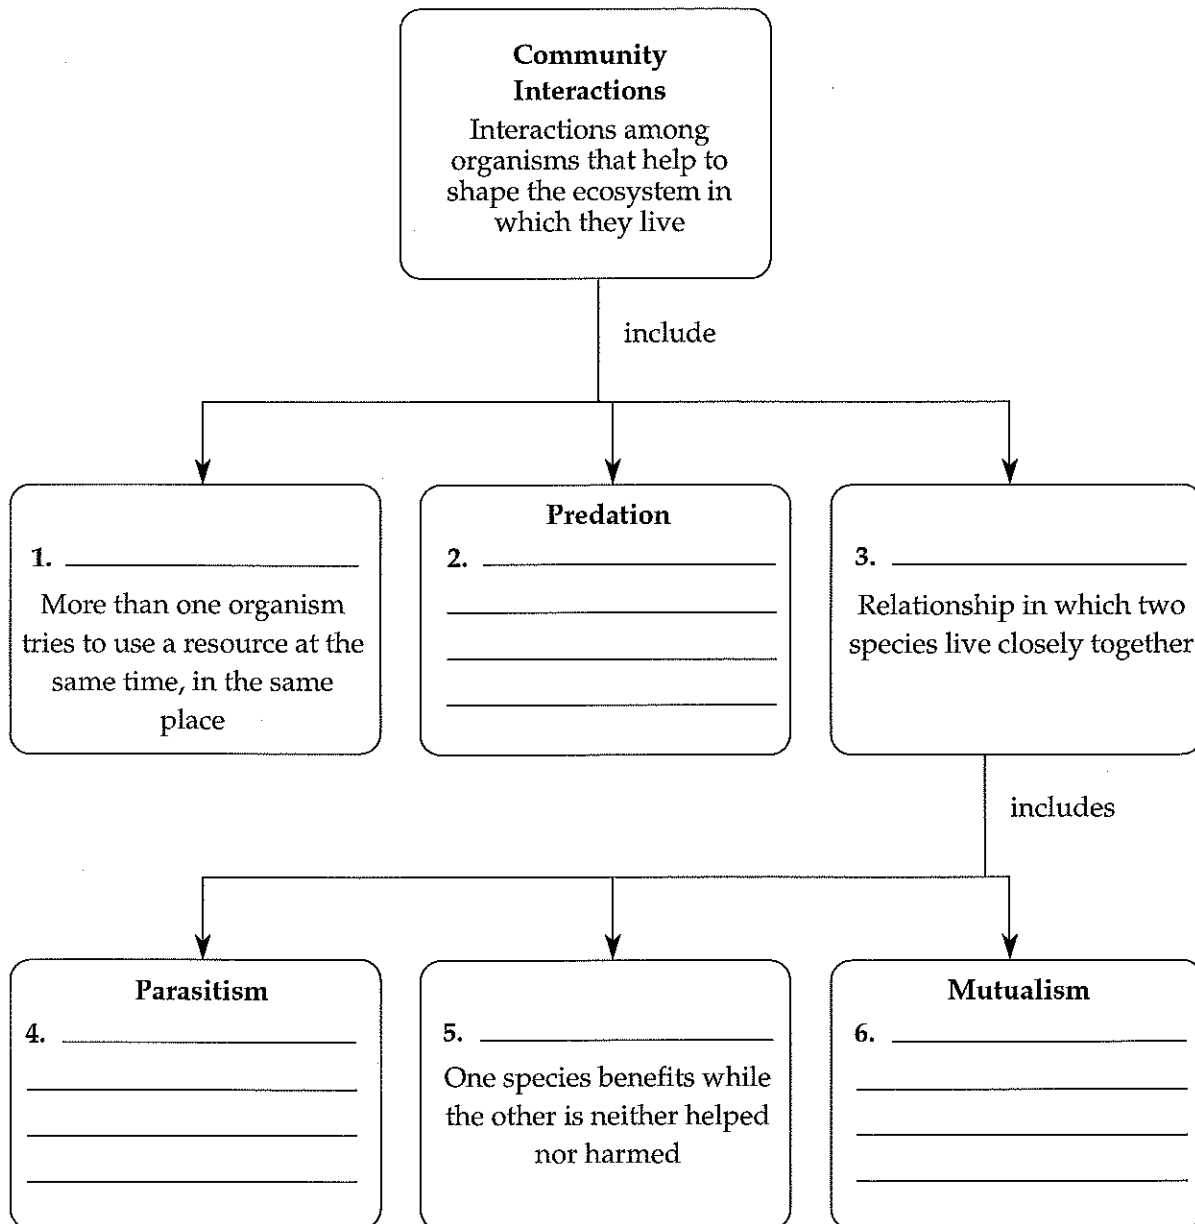 Community
Interactions
Interactions among
organisms that help to
shape the ecosystem in
which they live
include
1.
More than one organism
tries to use a resource at the
same time, in the same
place
Predation
2.
3.
Relationship in which two
species live closely together
includes
Parasitism
4.
5.
One species benefits while
the other is neither helped
nor harmed
Mutualism
6.